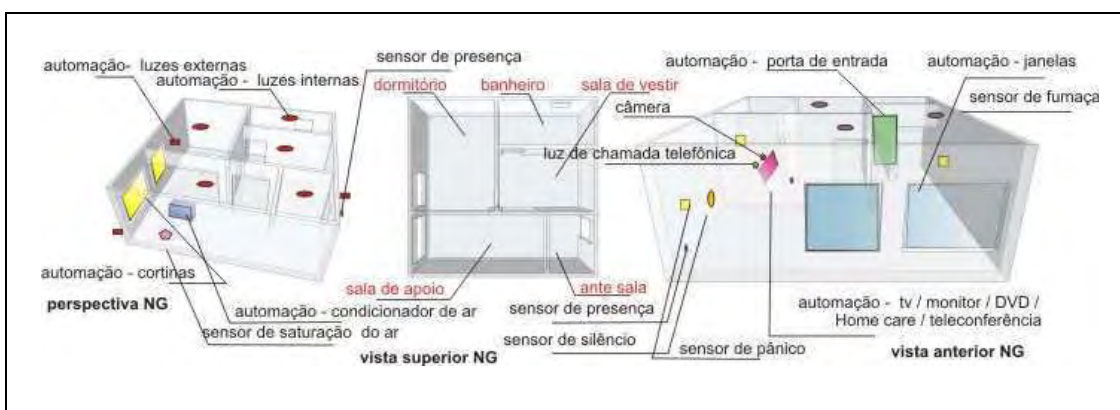 automação- luzes externas
automação - luzes internas
sensor de presença
dormitório
banheiro
sala de vestir
câmera
luz de chamada telefônica
automação - porta de entrada
automação - janelas
sensor de fumaça
automação - cortinas
perspectiva NG
automação - condicionador de ar
sensor de saturação do ar
sala de apoio
ante sala
vista superior NG
sensor de presença
sensor de silêncio
sensor de pânico
automação - tv / monitor / DVD /
Home care / teleconferência
vista anterior NG